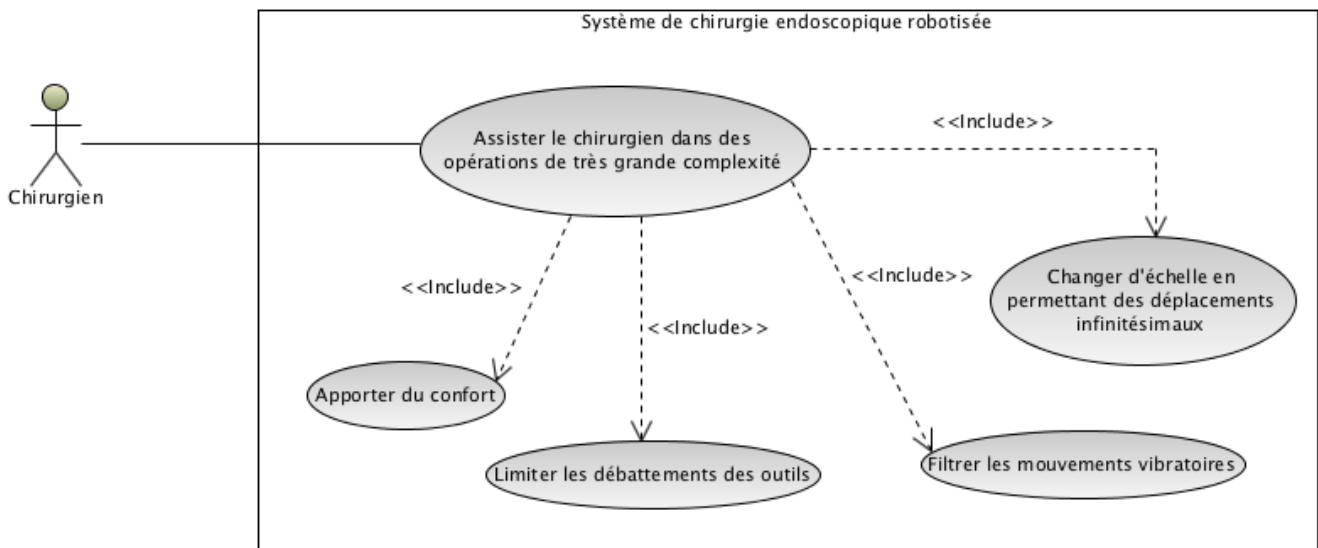 Système de chirurgie endoscopique robotisée
Chirurgien
Assister le chirurgien dans des
opérations de très grande complexité
<<Include>>
<<Include>>
<<Include>>
<<Include>>
Changer d'échelle en
permettant des déplacements
infinitésimaux
Apporter du confort
Limiter les débattements des outils
Filtrer les mouvements vibratoires